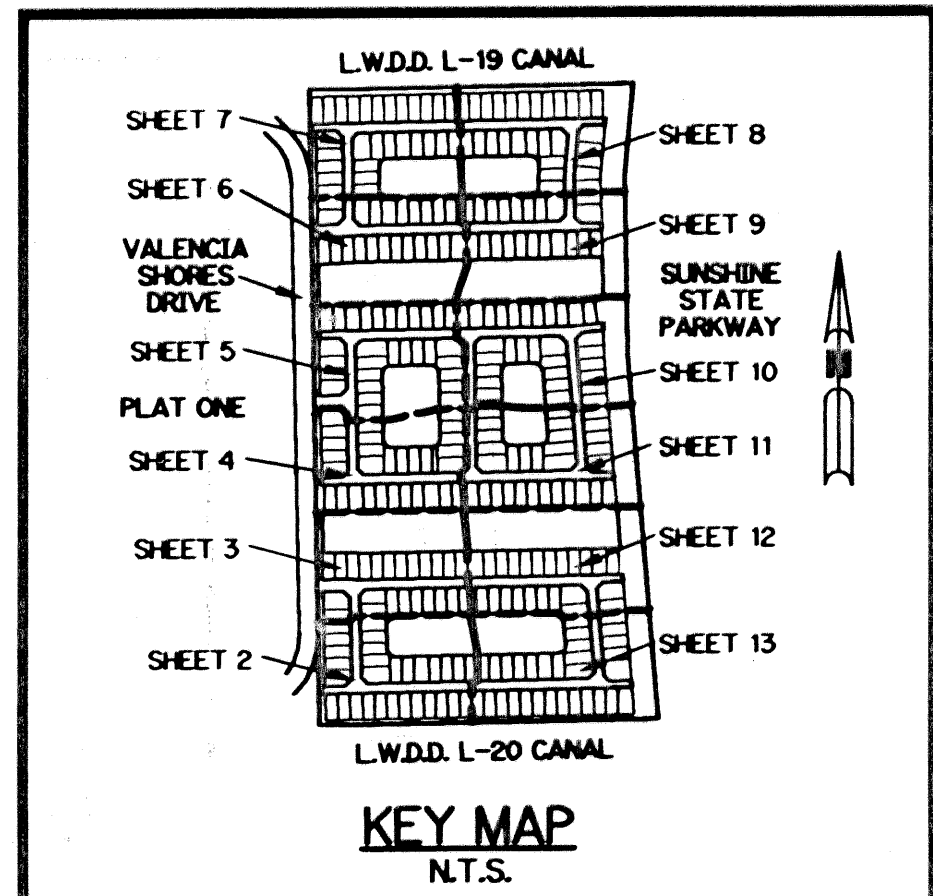 L.W.D.D. L-19 CANAL
SHEET 7
SHEET 8
SHEET 6
SHEET 9
VALENCIA
SHORES
DRIVE
SUNSHINE
STATE
PARKWAY
SHEET 5
SHEET 10
PLAT ONE
SHEET 4
SHEET 11
SHEET 3
SHEET 12
SHEET 2
SHEET 13
L.W.D.D. L-20 CANAL
KEY MAP
N.T.S.